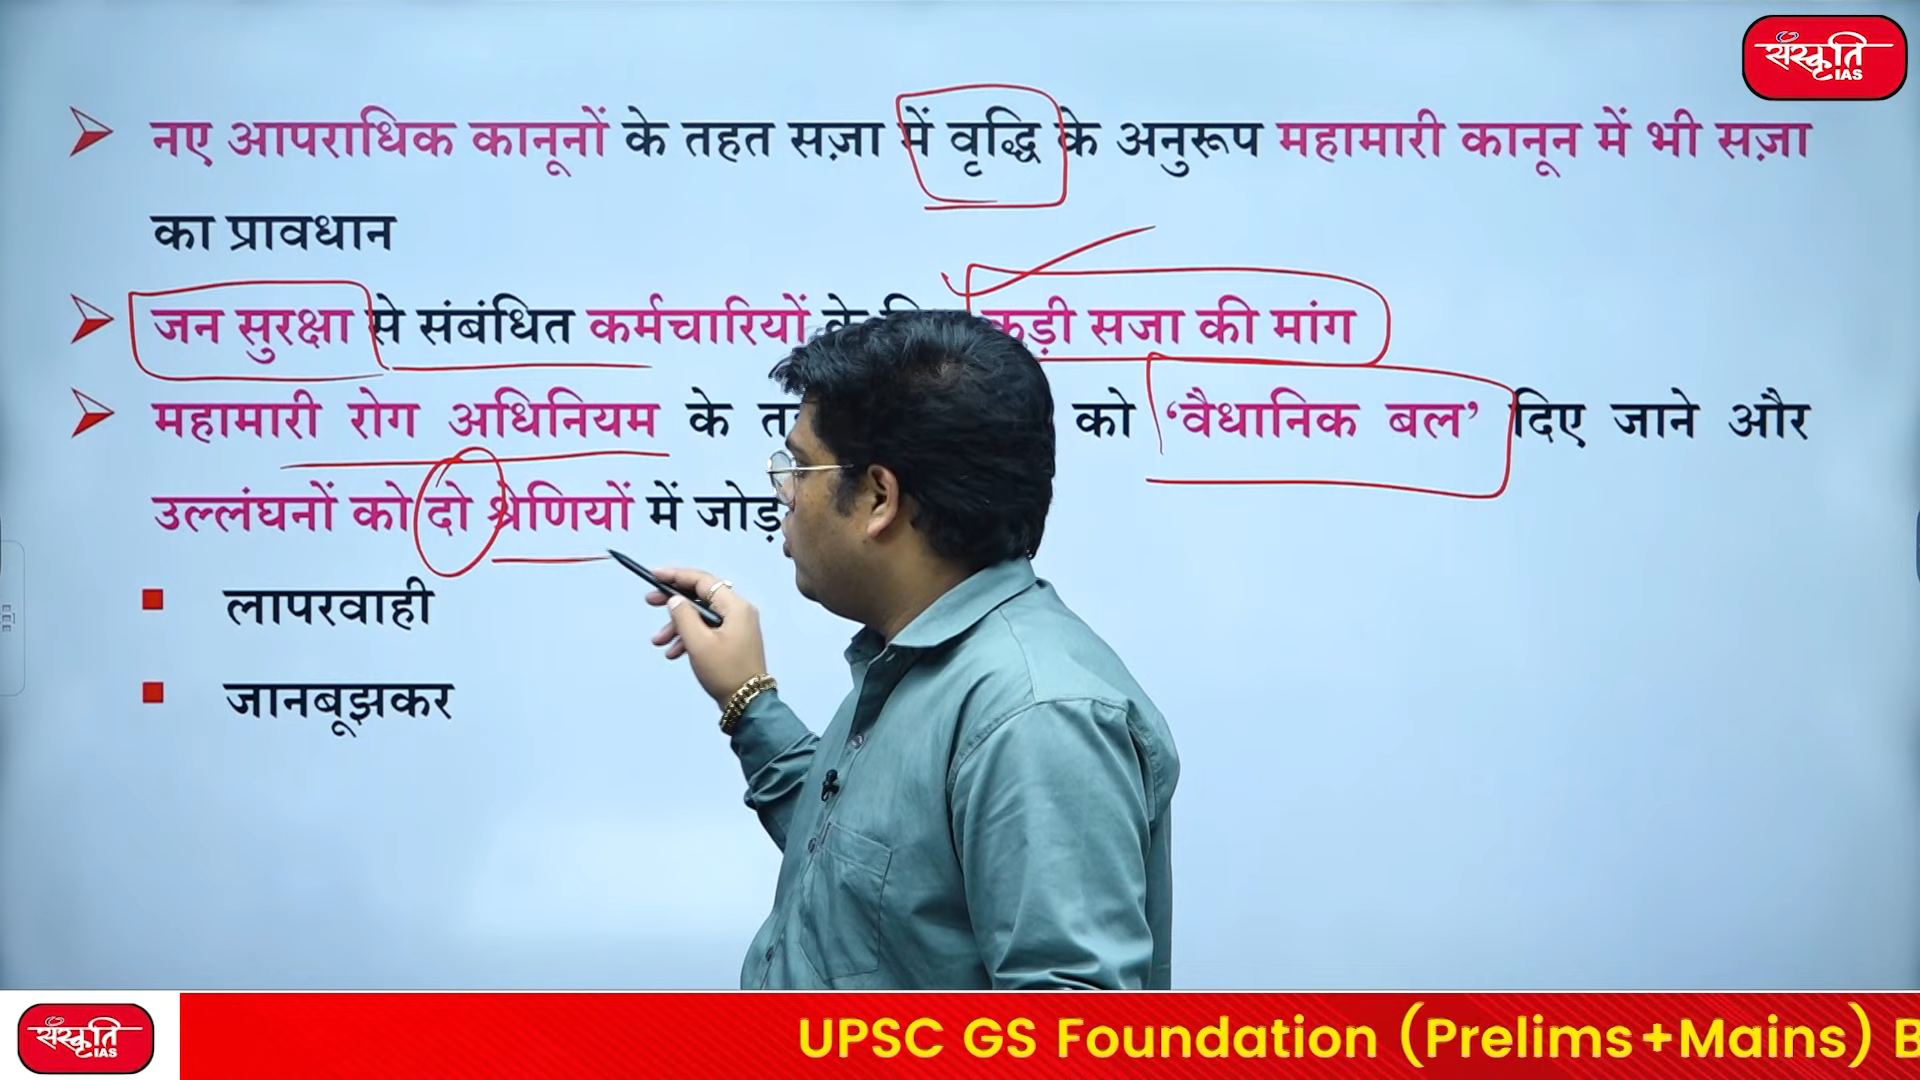 संस्कृति
IAS
नए आपराधिक कानूनों के तहत सज़ा में वृद्धि के अनुरूप महामारी कानून में भी सज़ा
का प्रावधान
जन सुरक्षा से संबंधित कर्मचारियों के कड़ी सजा की मांग
महामारी रोग अधिनियम के को ‘वैधानिक बल’ दिए जाने और
उल्लंघनों को दो श्रेणियों में
लापरवाही
जानबूझकर
संस्कृति
IAS
UPSC GS Foundation (Prelims+Mains) B